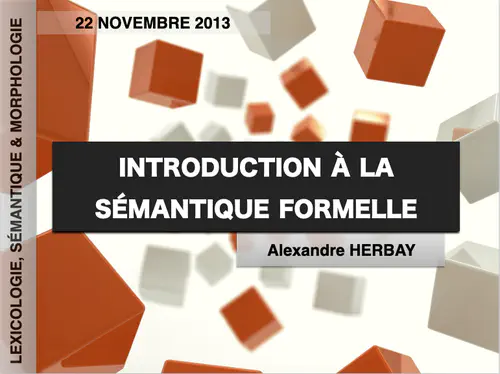 22 NOVEMBRE 2013
LEXICOLOGIE, SÉMANTIQUE & MORPHOLOGIE
INTRODUCTION À LA
SÉMANTIQUE FORMELLE
Alexandre HERBAY